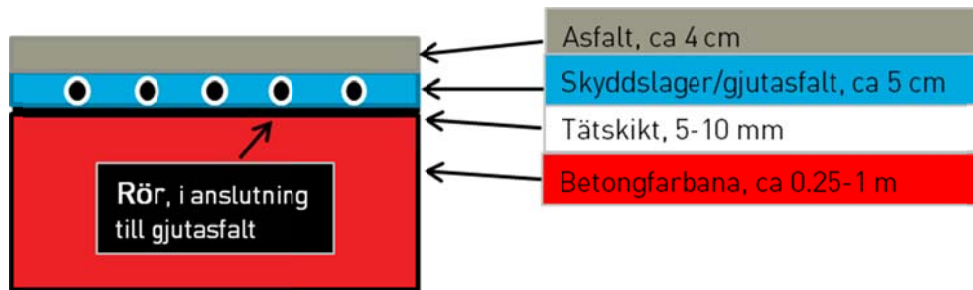 Asfalt, ca 4 cm
Skyddslager/gjutasfalt, ca 5 cm
Tätskikt, 5-10 mm
Betongfarbana, ca 0.25-1 m
Rör, i anslutning
till gjutasfalt